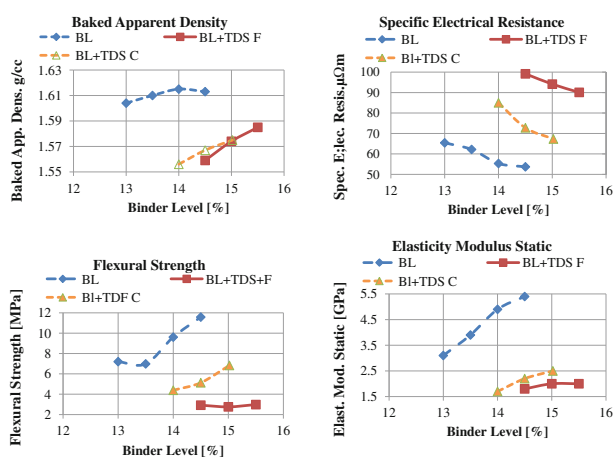 Baked Apparent Density
BL
BL+TDS F
BL+TDS C
Baked App. Dens. g/cc
1.63
1.61
1.59
1.57
1.55
12 13 14 15 16
Binder Level [%]
Specific Electrical Resistance
BL
BL+TDS F
Bl+TDS C
Spec. E;lec. Resis,µΩm
100
90
80
70
60
50
12 13 14 15 16
Binder Level [%]
Flexural Strength
BL
BL+TDS+F
Bl+TDF C
Flexural Strength [MPa]
12
10
8
6
4
2
12 13 14 15 16
Binder Level [%]
Elasticity Modulus Static
BL
BL+TDS F
Bl+TDS C
Elast. Mod. Static [GPa]
5.5
4.5
3.5
2.5
1.5
12 13 14 15 16
Binder Level [%]